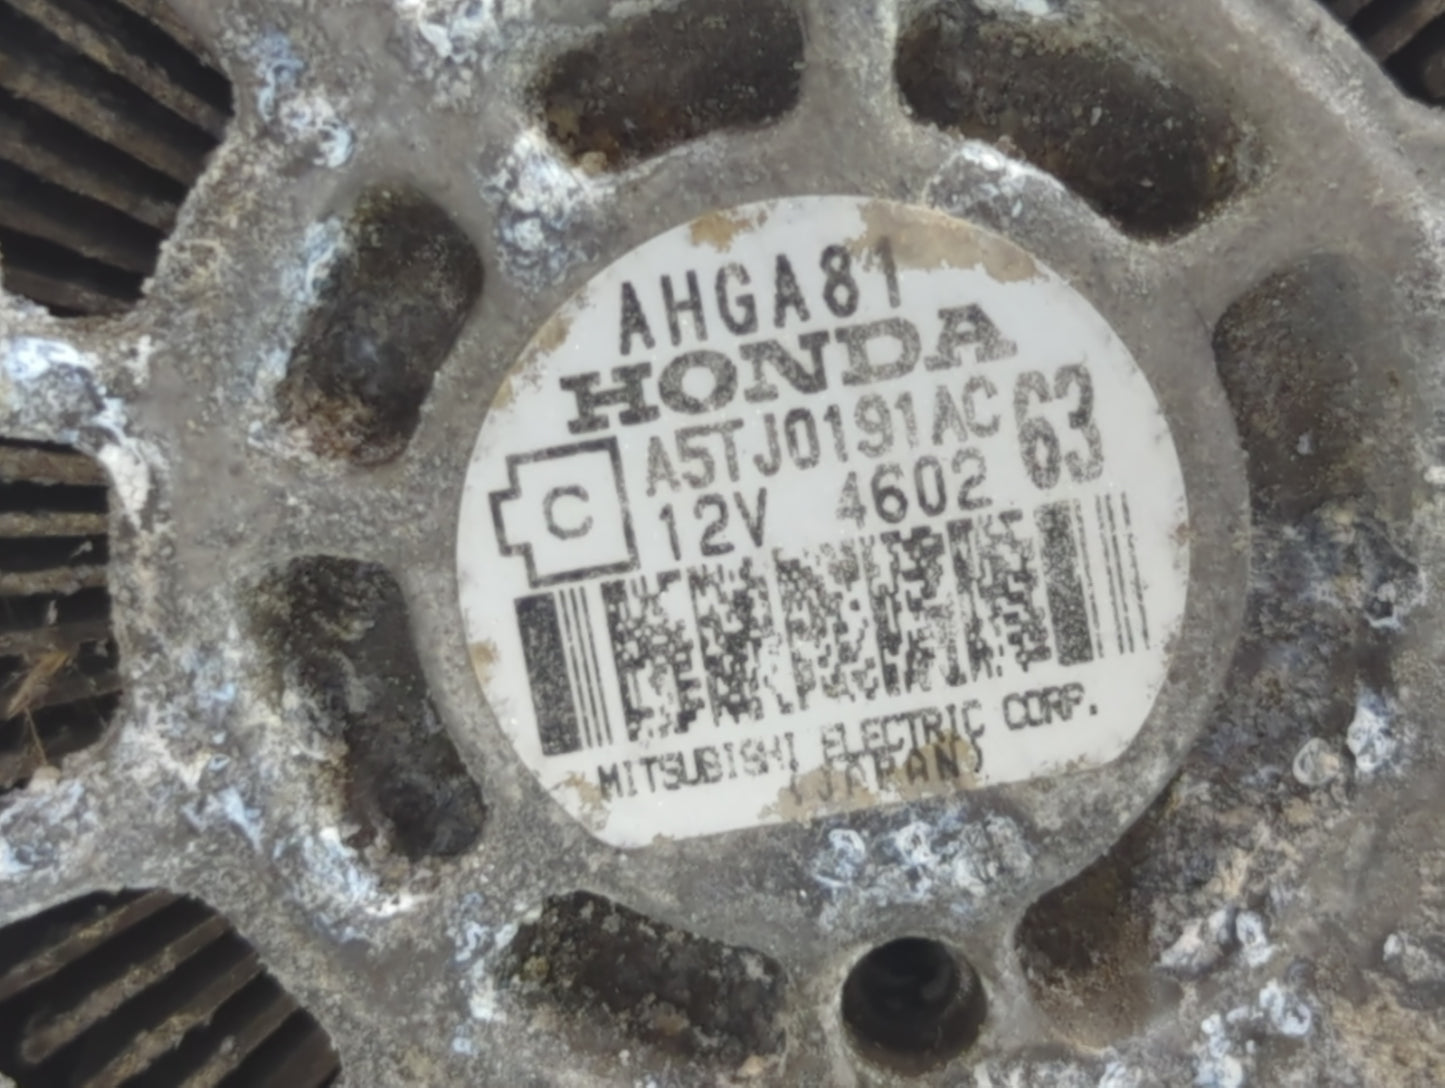 AHGA81
HONDA
A5TJ0191AC 63
C
12V 4602
MITSUBISHI ELECTRIC CORP.
(JAPAN)